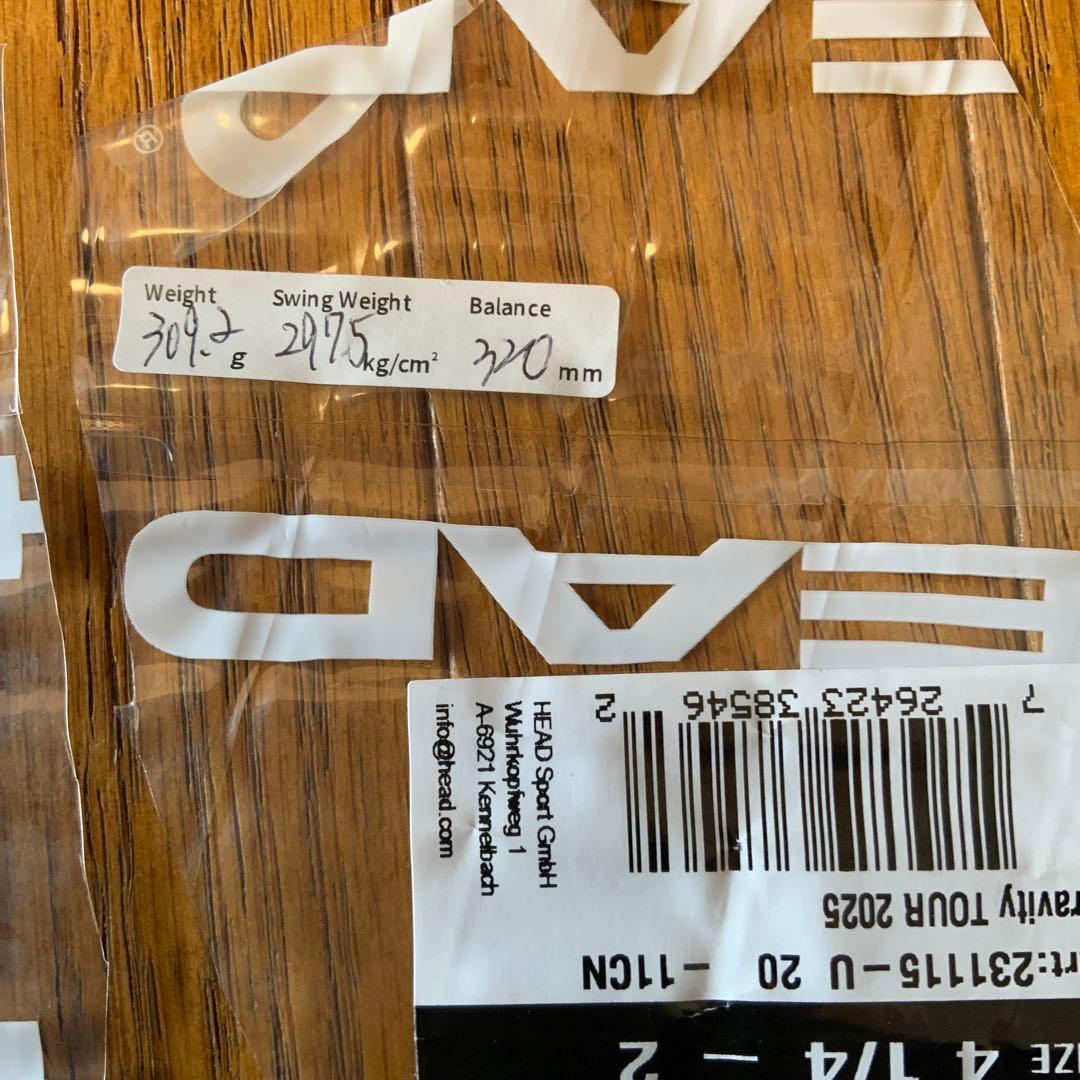 HEAD
Weight Swing Weight Balance
309.2 g 297.5 kg/cm² 320 mm
HEAD
HEAD Sport GmbH
Wuhrkopfweg 1
A-6921 Kennelbach
info@head.com
7 26423 38546 2
ravity TOUR 2025
rt:231115-U 20 -11CN
IZE 4 1/4 - 2